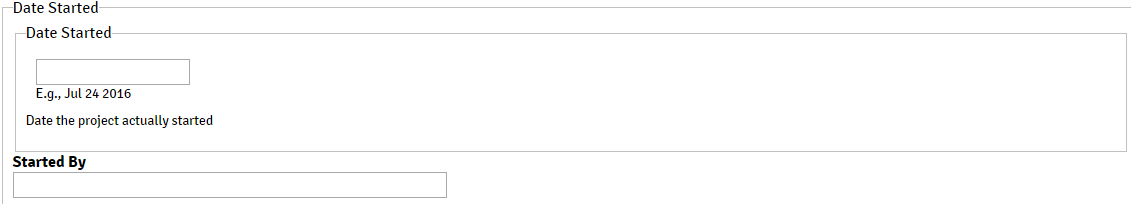 Date Started
Date Started
E.g., Jul 24 2016
Date the project actually started
Started By